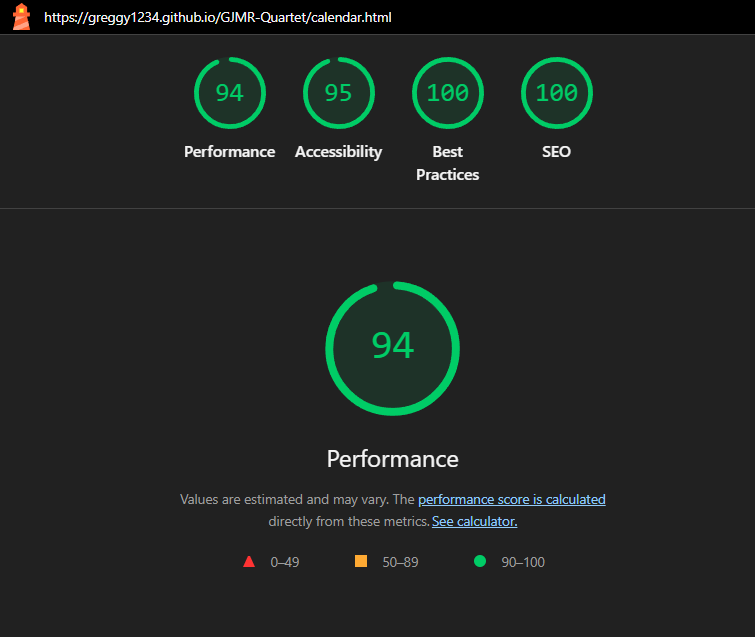 https://greggy1234.github.io/GJMR-Quartet/calendar.html
94 95 100 100
Performance Accessibility Best Practices SEO
94
Performance
Values are estimated and may vary. The performance score is calculated
directly from these metrics. See calculator.
0–49 50–89 90–100